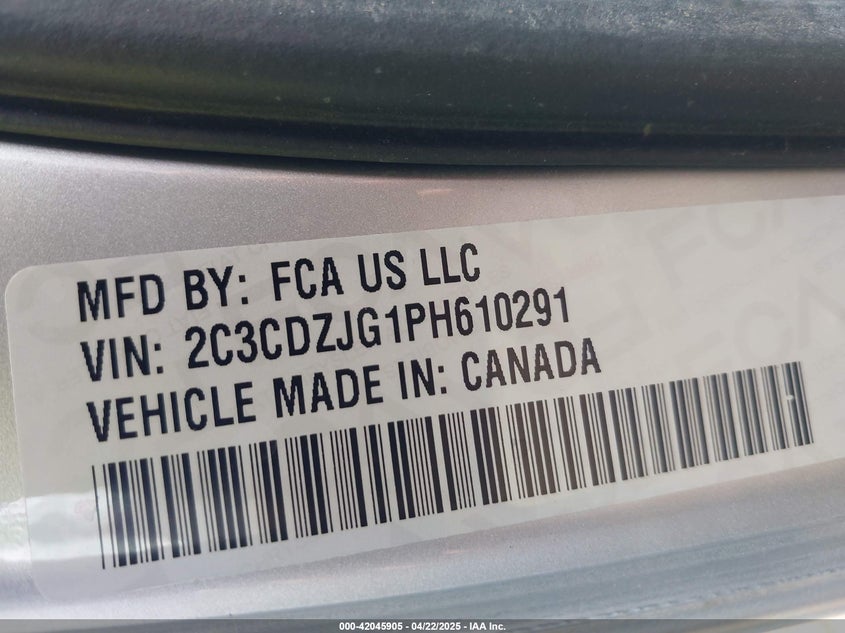 MFD BY: FCA US LLC
VIN: 2C3CDZJG1PH610291
VEHICLE MADE IN: CANADA
000-42045905 - 04/22/2025 - IAA Inc.